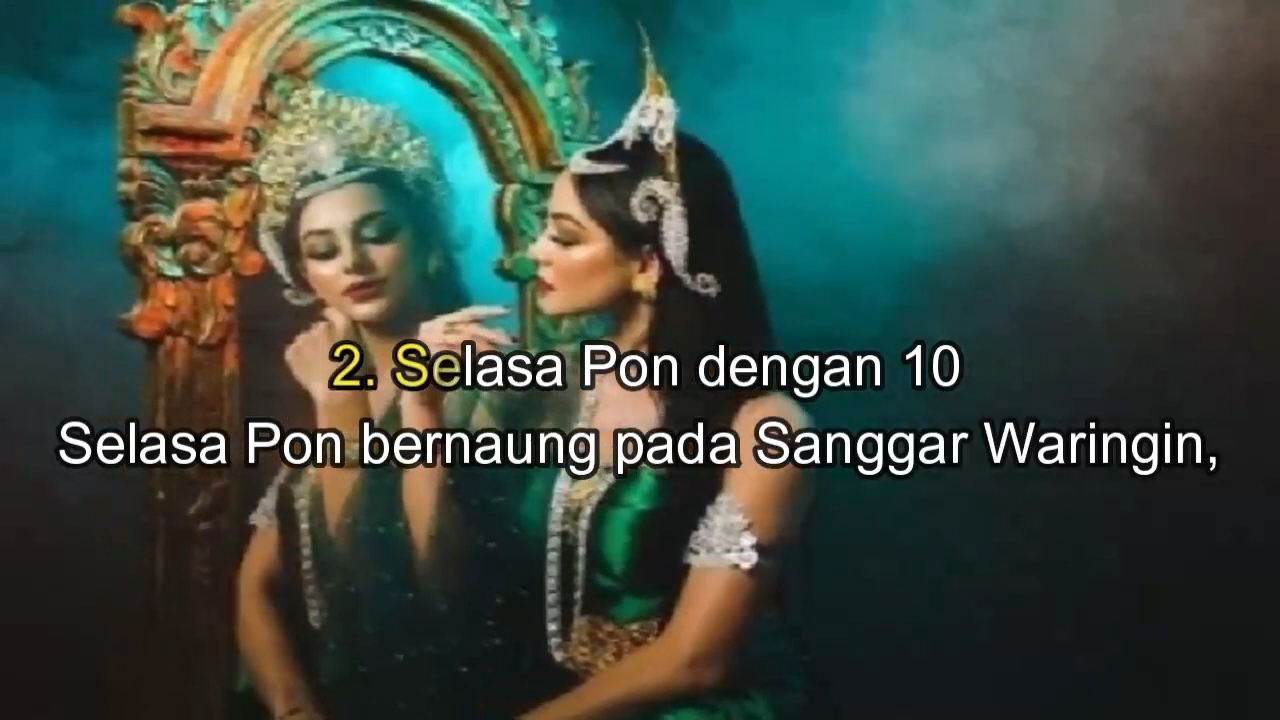 2. Selasa Pon dengan 10
Selasa Pon bernaung pada Sanggar Waringin,